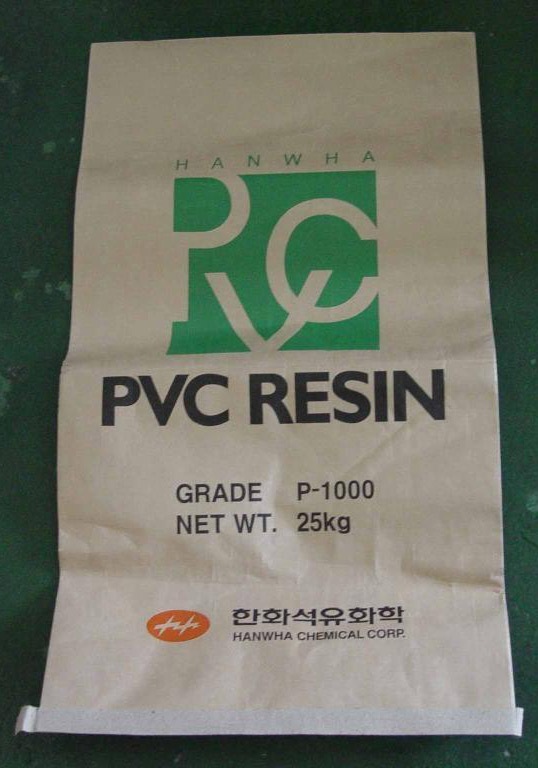 HANWHA
PVC
PVC RESIN
GRADE P-1000
NET WT. 25kg
한화석유화학
HANWHA CHEMICAL CORP.